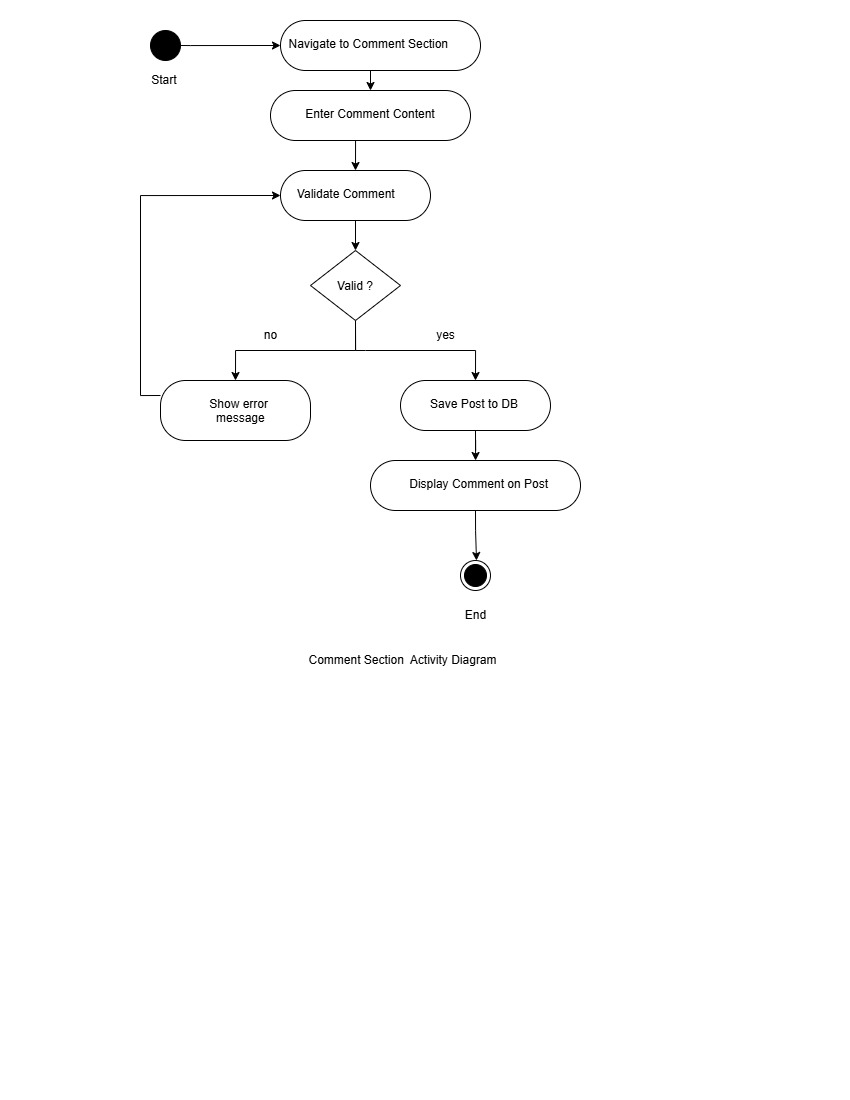 Navigate to Comment Section
Start
Enter Comment Content
Validate Comment
Valid ?
no
yes
Show error
message
Save Post to DB
Display Comment on Post
End
Comment Section  Activity Diagram